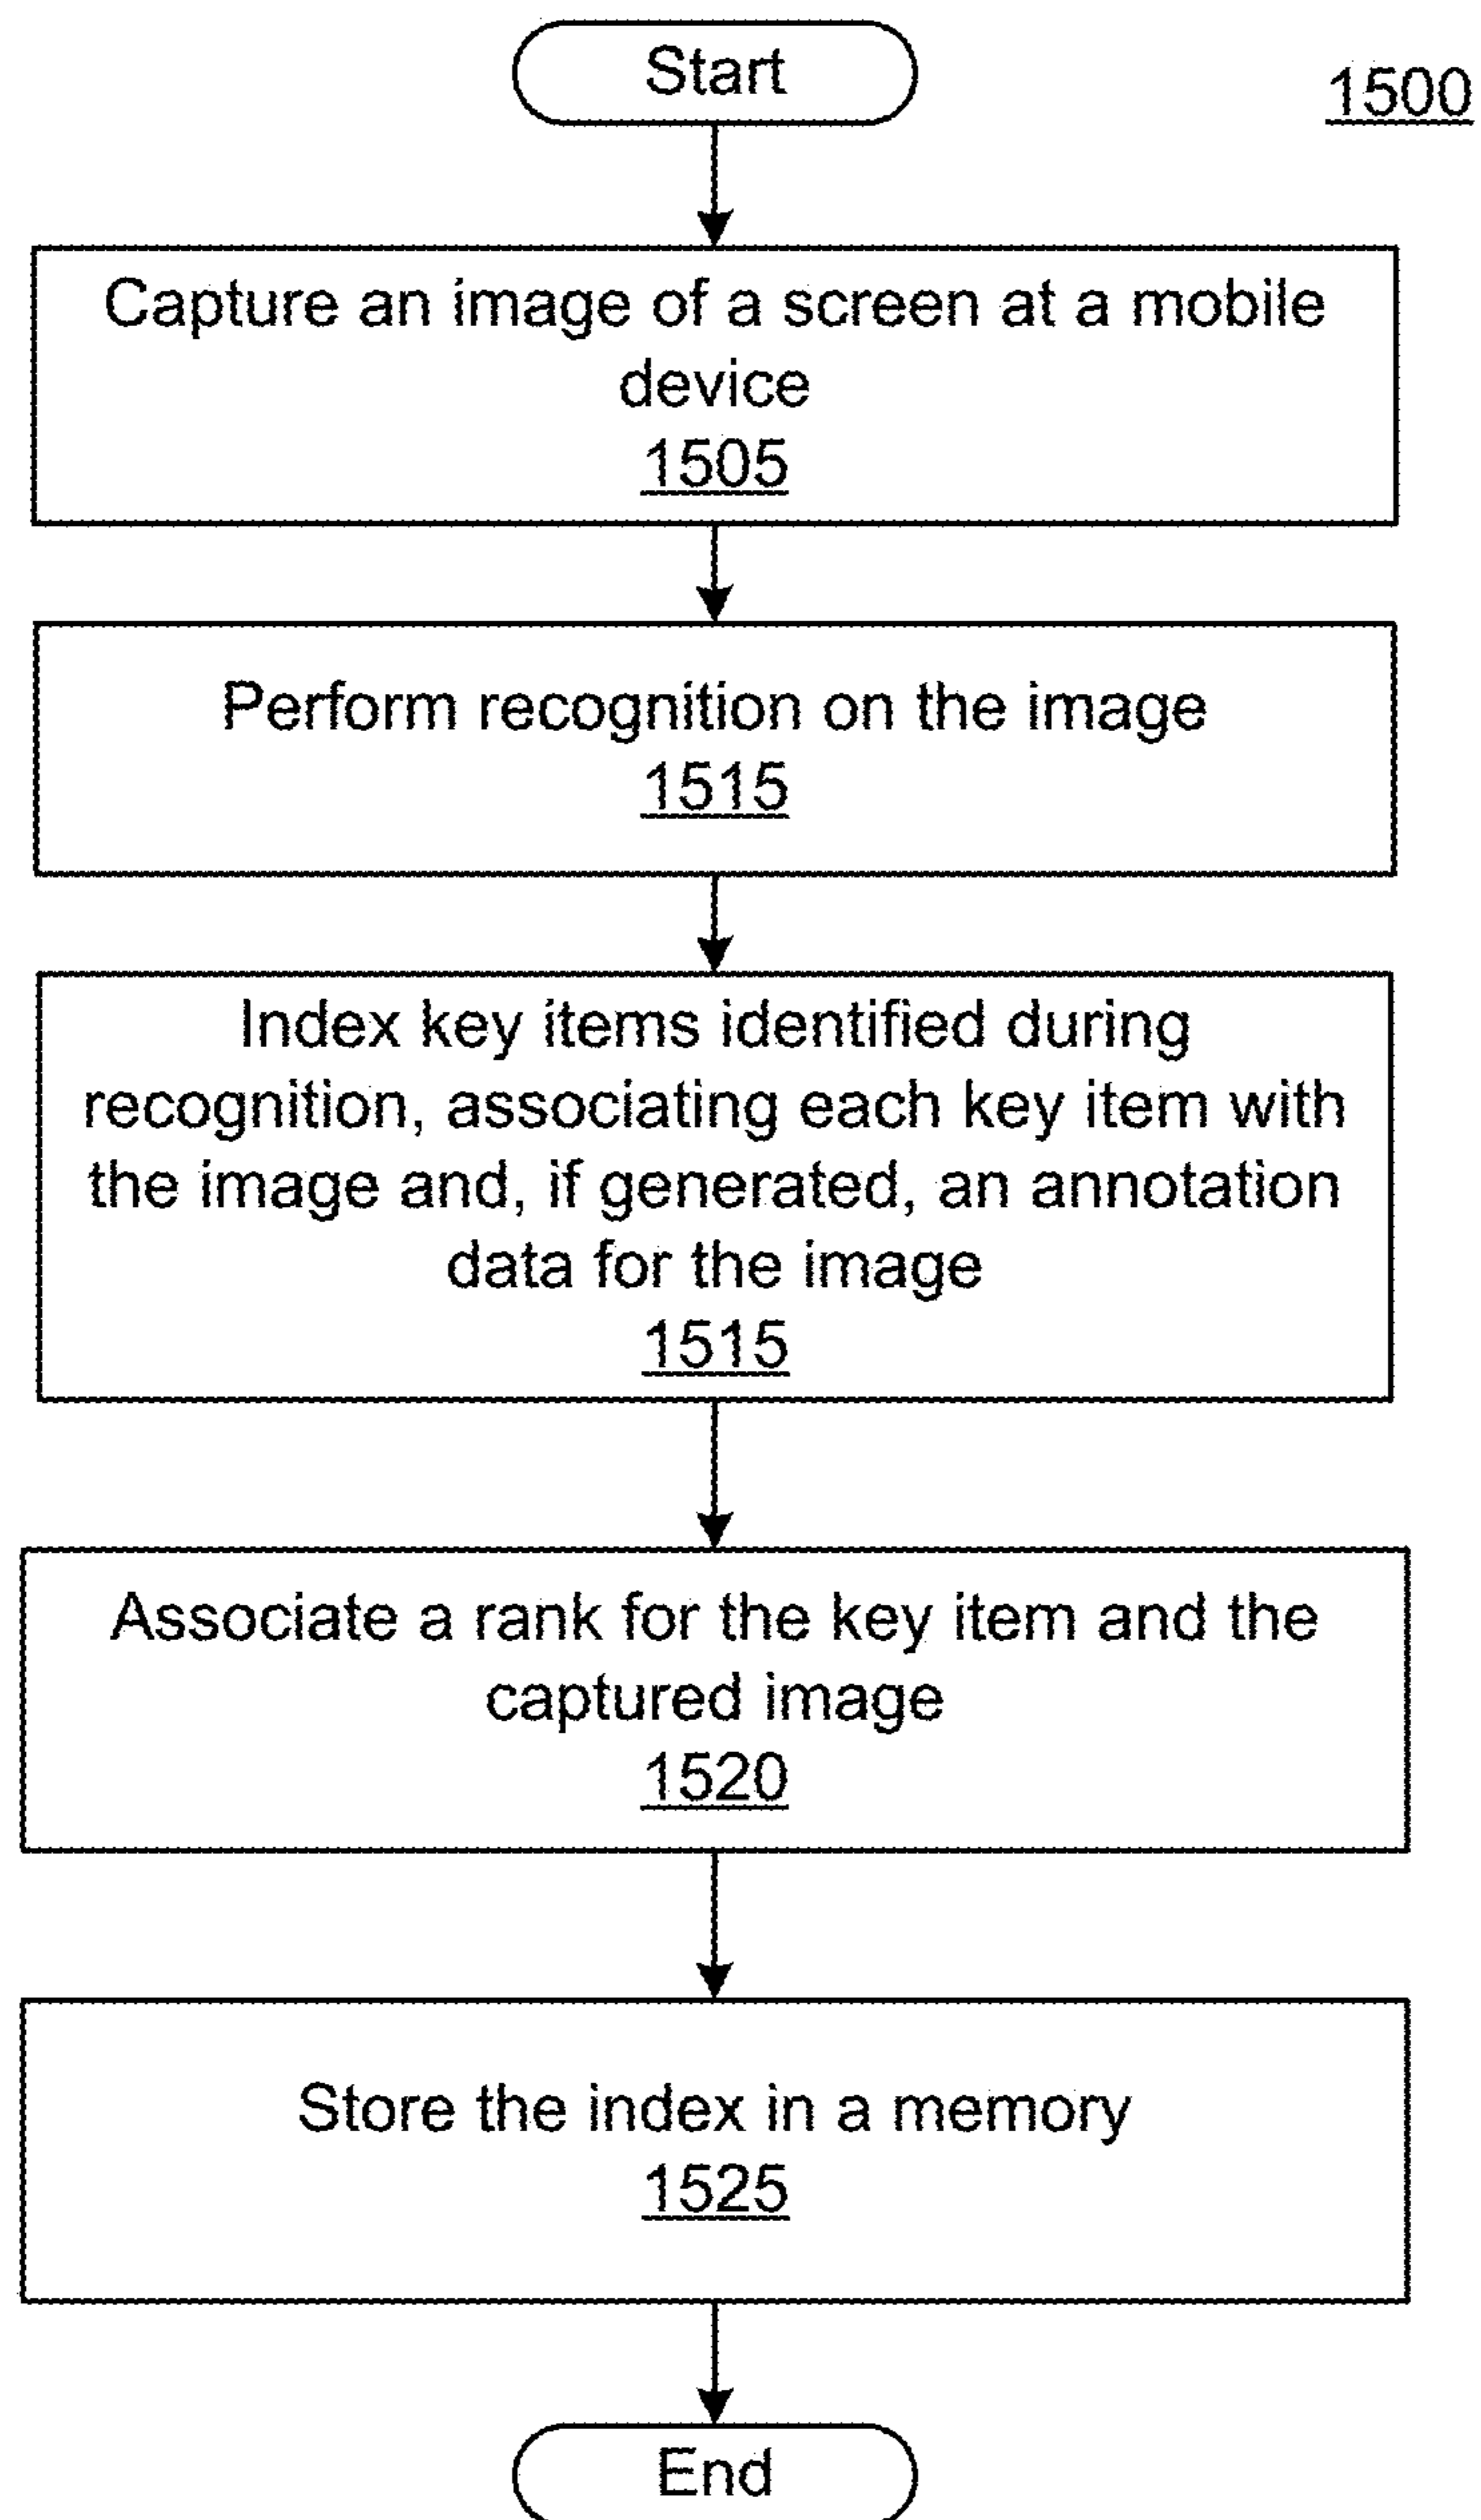 Start
1500
Capture an image of a screen at a mobile
device
1505
Perform recognition on the image
1515
Index key items identified during
recognition, associating each key item with
the image and, if generated, an annotation
data for the image
1515
Associate a rank for the key item and the
captured image
1520
Store the index in a memory
1525
End